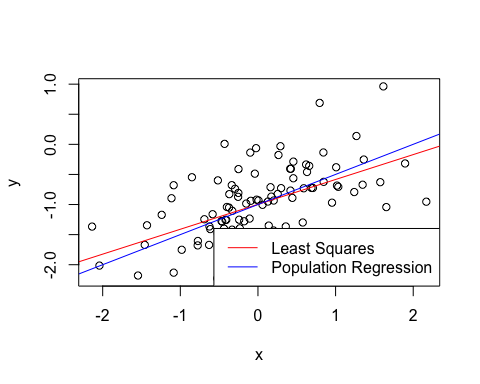 1.0
0.0
y
-1.0
-2.0
Least Squares
Population Regression
-2 -1 0 1 2
x